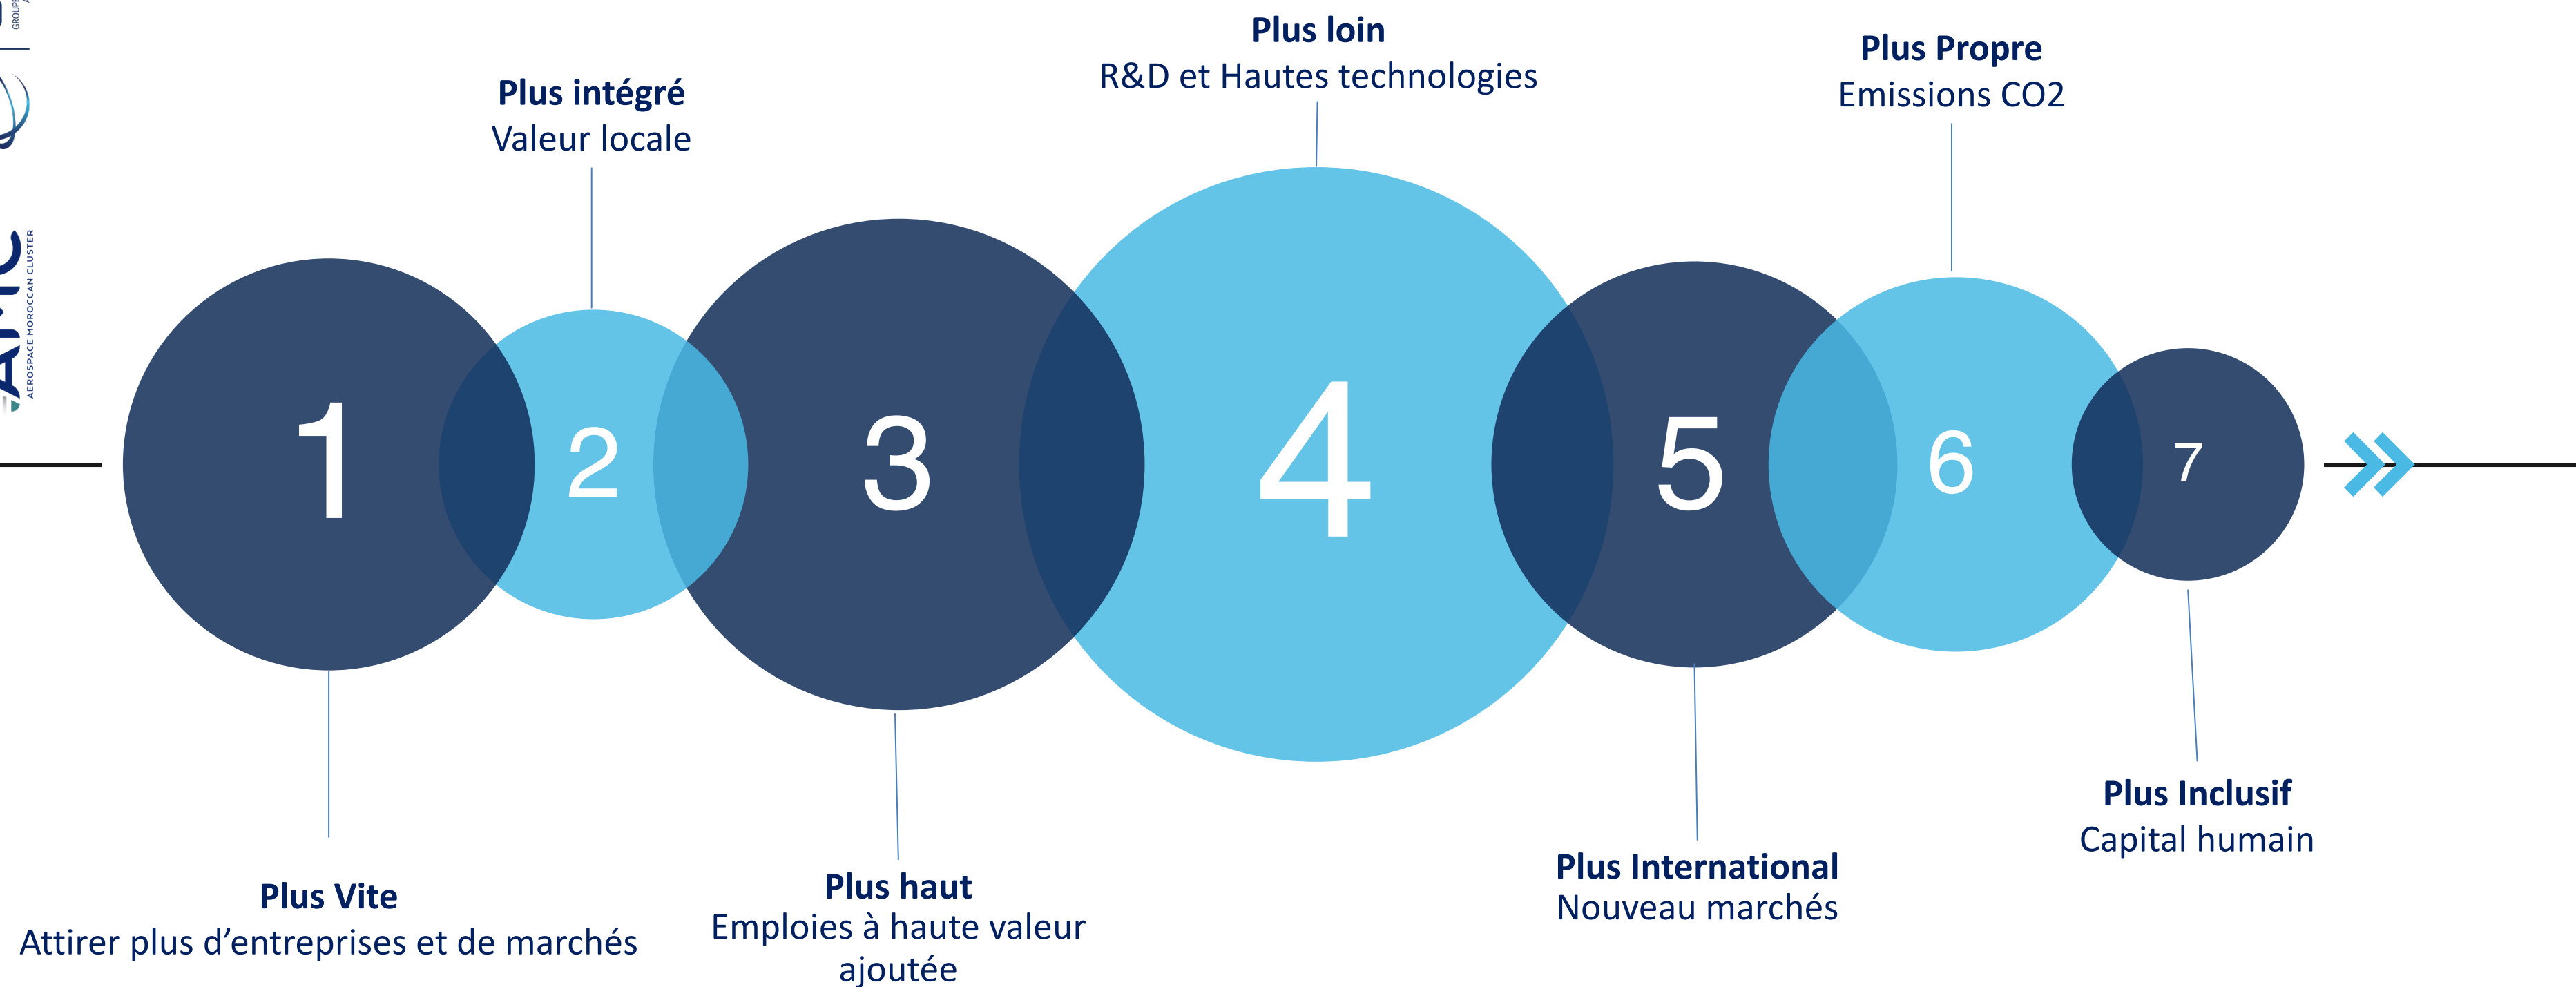 Plus loin
R&D et Hautes technologies
Plus Propre
Emissions CO2
Plus intégré
Valeur locale
AEROSPACE MOROCCAN CLUSTER
1
2
3
4
5
6
7
Plus Inclusif
Capital humain
Plus International
Nouveau marchés
Plus haut
Emploies à haute valeur
ajoutée
Plus Vite
Attirer plus d’entreprises et de marchés